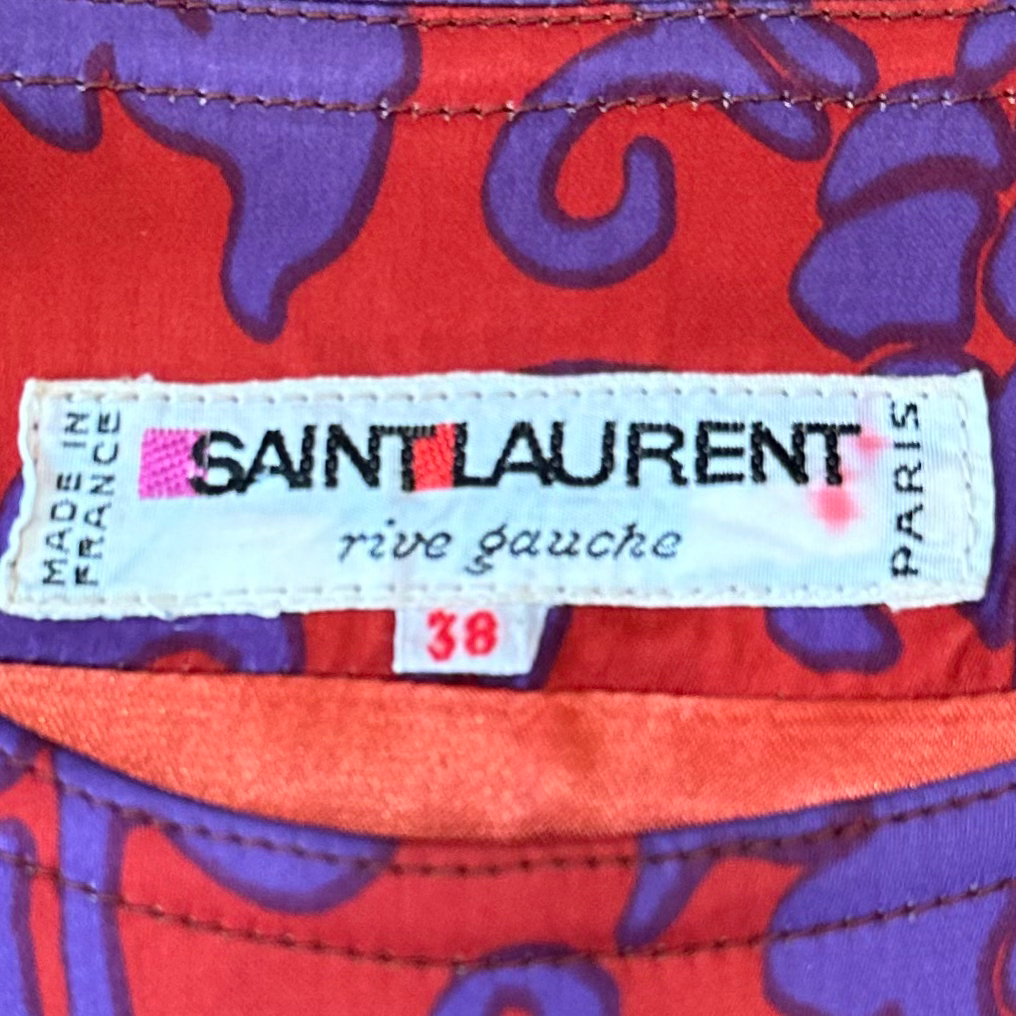 MADE IN
FRANCE
SAINT LAURENT
rive gauche
PARIS
38